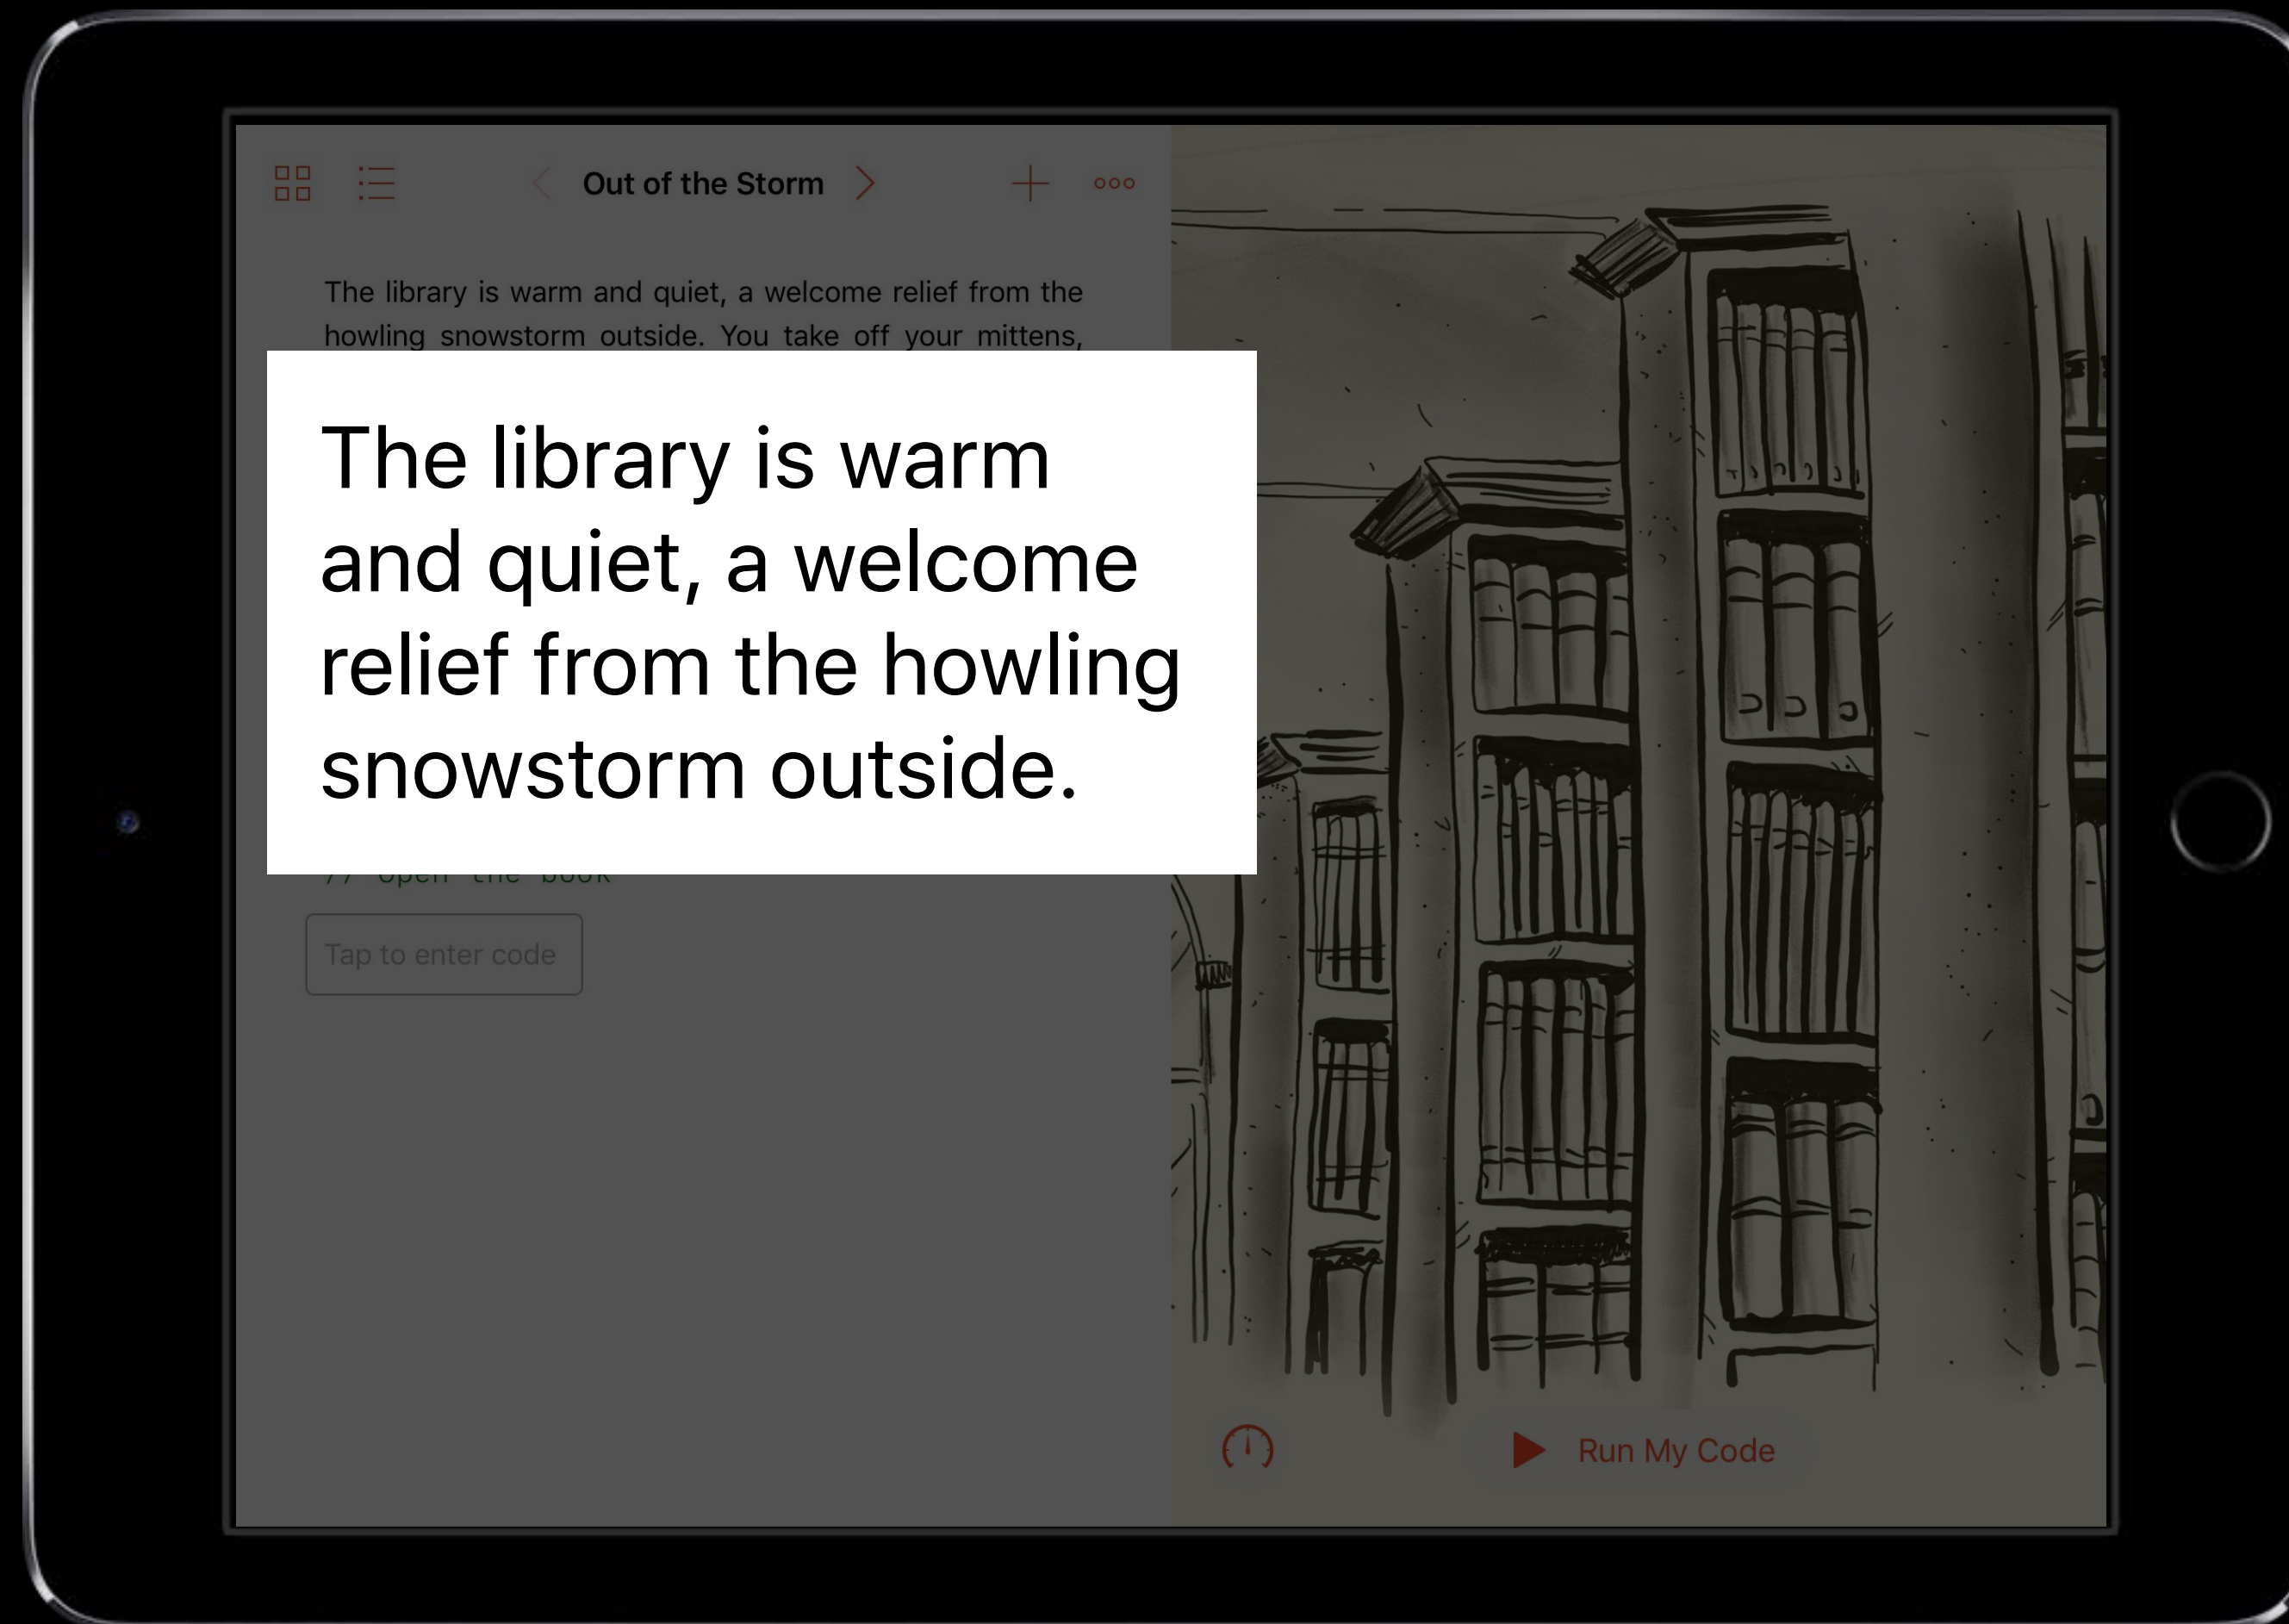 Out of the Storm
The library is warm and quiet, a welcome relief from the
howling snowstorm outside. You take off your mittens,
The library is warm
and quiet, a welcome
relief from the howling
snowstorm outside.
// open the book
Tap to enter code
Run My Code